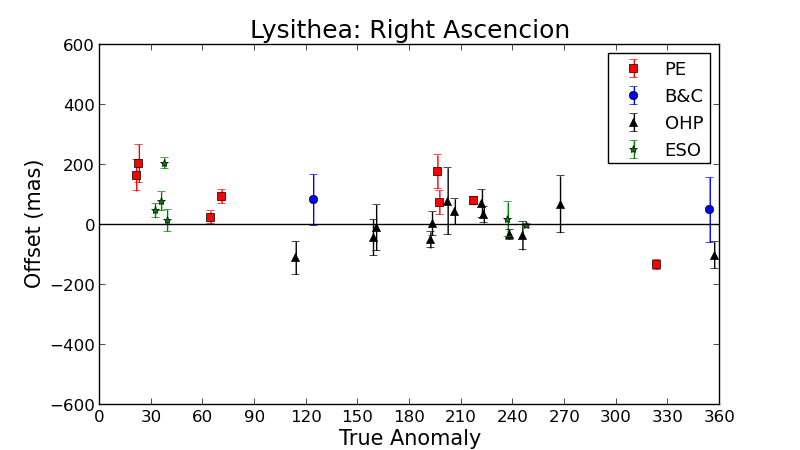 Lysithea: Right Ascencion
600
400
200
0
−200
−400
−600
Offset (mas)
PE
B&C
OHP
ESO
0 30 60 90 120 150 180 210 240 270 300 330 360
True Anomaly